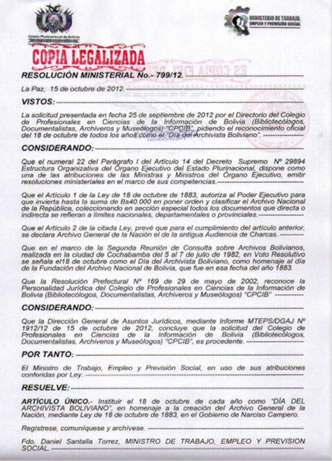 Estado Plurinacional de Bolivia
MINISTERIO DE TRABAJO,
EMPLEO Y PREVISIÓN SOCIAL
COPIA LEGALIZADA
RESOLUCIÓN MINISTERIAL No.- 799/12.
La Paz, 15 de octubre de 2012.
VISTOS:
La solicitud presentada en fecha 25 de septiembre de 2012 por el Directorio del Colegio
de Profesionales en Ciencias de la Información de Bolivia (Bibliotecólogos,
Documentalistas, Archiveros y Museólogos) "CPCIB", pidiendo el reconocimiento oficial
del 18 de octubre de todos los años como el "Día del Archivista Boliviano".
CONSIDERANDO:
Que el numeral 22 del Parágrafo I del Artículo 14 del Decreto Supremo Nº 29894
Estructura Organizativa del Órgano Ejecutivo del Estado Plurinacional, dispone como
una de las atribuciones de las Ministras y Ministros del Órgano Ejecutivo, emitir
resoluciones ministeriales en el marco de sus competencias.
Que el Artículo 1 de la Ley de 18 de octubre de 1883, autoriza al Poder Ejecutivo para
que invierta hasta la suma de Bs40.000 en poner orden y clasificar el Archivo Nacional
de la República, coleccionando en sección especial todos los documentos que directa o
indirecta se refieran a límites nacionales, departamentales o provinciales.
Que el Artículo 2 de la citada Ley, prevé que para el cumplimiento del artículo anterior,
se declara Archivo General de la Nación el de la antigua Audiencia de Charcas.
Que en el marco de la Segunda Reunión de Consulta sobre Archivos Bolivianos,
realizada en la ciudad de Cochabamba del 5 al 7 de julio de 1982, en Voto Resolutivo
se señala el18 de octubre como el Día del Archivista Boliviano, como homenaje al día
de la Fundación del Archivo Nacional de Bolivia, que fue en esa fecha del año 1883.
Que la Resolución Prefectural Nº 169 de 29 de mayo de 2002, reconoce la
Personalidad Jurídica del Colegio de Profesionales en Ciencias de la Información de
Bolivia (Bibliotecólogos, Documentalistas, Archiveros y Museólogos) "CPCIB"
CONSIDERANDO:
Que la Dirección General de Asuntos Jurídicos, mediante Informe MTEPS/DGAJ Nº
1912/12 de 15 de octubre de 2012, concluye que la solicitud del Colegio de
Profesionales en Ciencias de la Información de Bolivia (Bibliotecólogos,
Documentalistas, Archiveros y Museólogos) "CPCIB", es procedente.
POR TANTO:
El Ministro de Trabajo, Empleo y Previsión Social, en uso de sus atribuciones
conferidas por Ley.
RESUELVE:
ARTÍCULO ÚNICO.- Instituir el 18 de octubre de cada año como "DÍA DEL
ARCHIVISTA BOLIVIANO", en homenaje a la creación del Archivo General de la
Nación, mediante Ley de 18 de octubre de 1883, en el Gobierno de Narciso Campero.
Regístrese, comuníquese y archívese.
Fdo. Daniel Santalla Torrez, MINISTRO DE TRABAJO, EMPLEO Y PREVISION
SOCIAL.